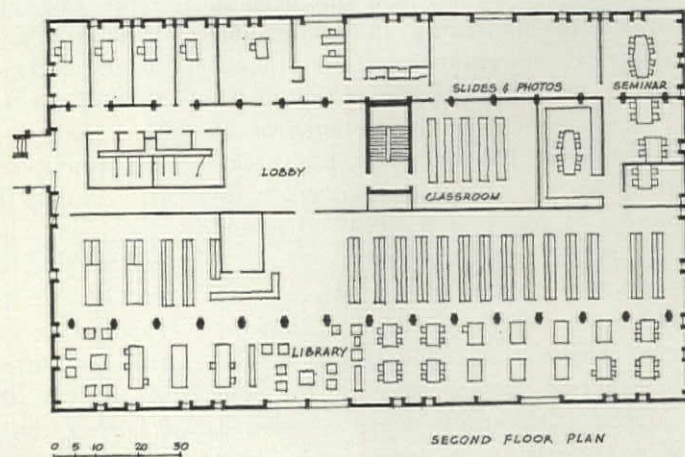 SLIDES & PHOTOS
SEMINAR
LOBBY
CLASSROOM
LIBRARY
SECOND FLOOR PLAN
0 5 10 20 30